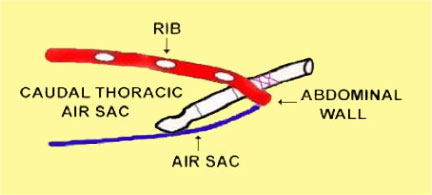 RIB
CAUDAL THORACIC
AIR SAC
ABDOMINAL
WALL
AIR SAC